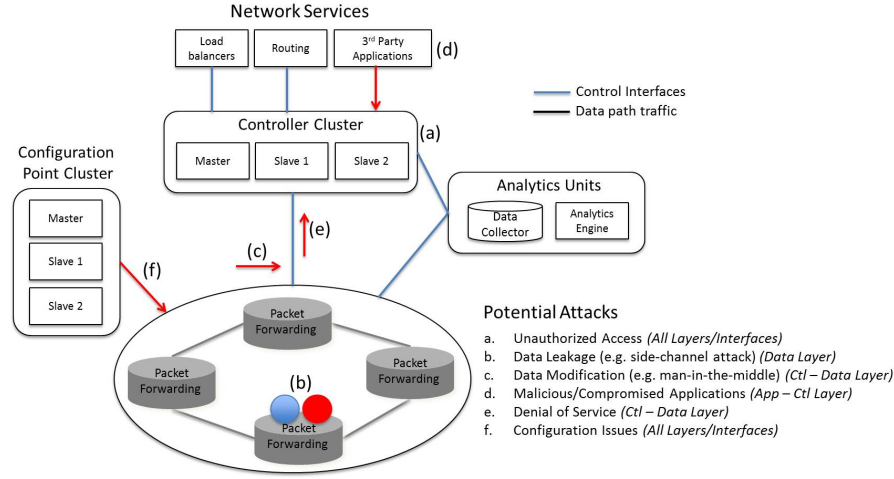 Network Services
Load
balancers
Routing
3rd Party
Applications
(d)
Control Interfaces
Data path traffic
Controller Cluster
(a)
Master
Slave 1
Slave 2
Configuration
Point Cluster
Master
Slave 1
Slave 2
Analytics Units
Data
Collector
Analytics
Engine
(e)
(c)
(f)
Packet
Forwarding
Packet
Forwarding
Packet
Forwarding
(b)
Packet
Forwarding
Potential Attacks
a. Unauthorized Access (All Layers/Interfaces)
b. Data Leakage (e.g. side-channel attack) (Data Layer)
c. Data Modification (e.g. man-in-the-middle) (Ctl – Data Layer)
d. Malicious/Compromised Applications (App – Ctl Layer)
e. Denial of Service (Ctl – Data Layer)
f. Configuration Issues (All Layers/Interfaces)